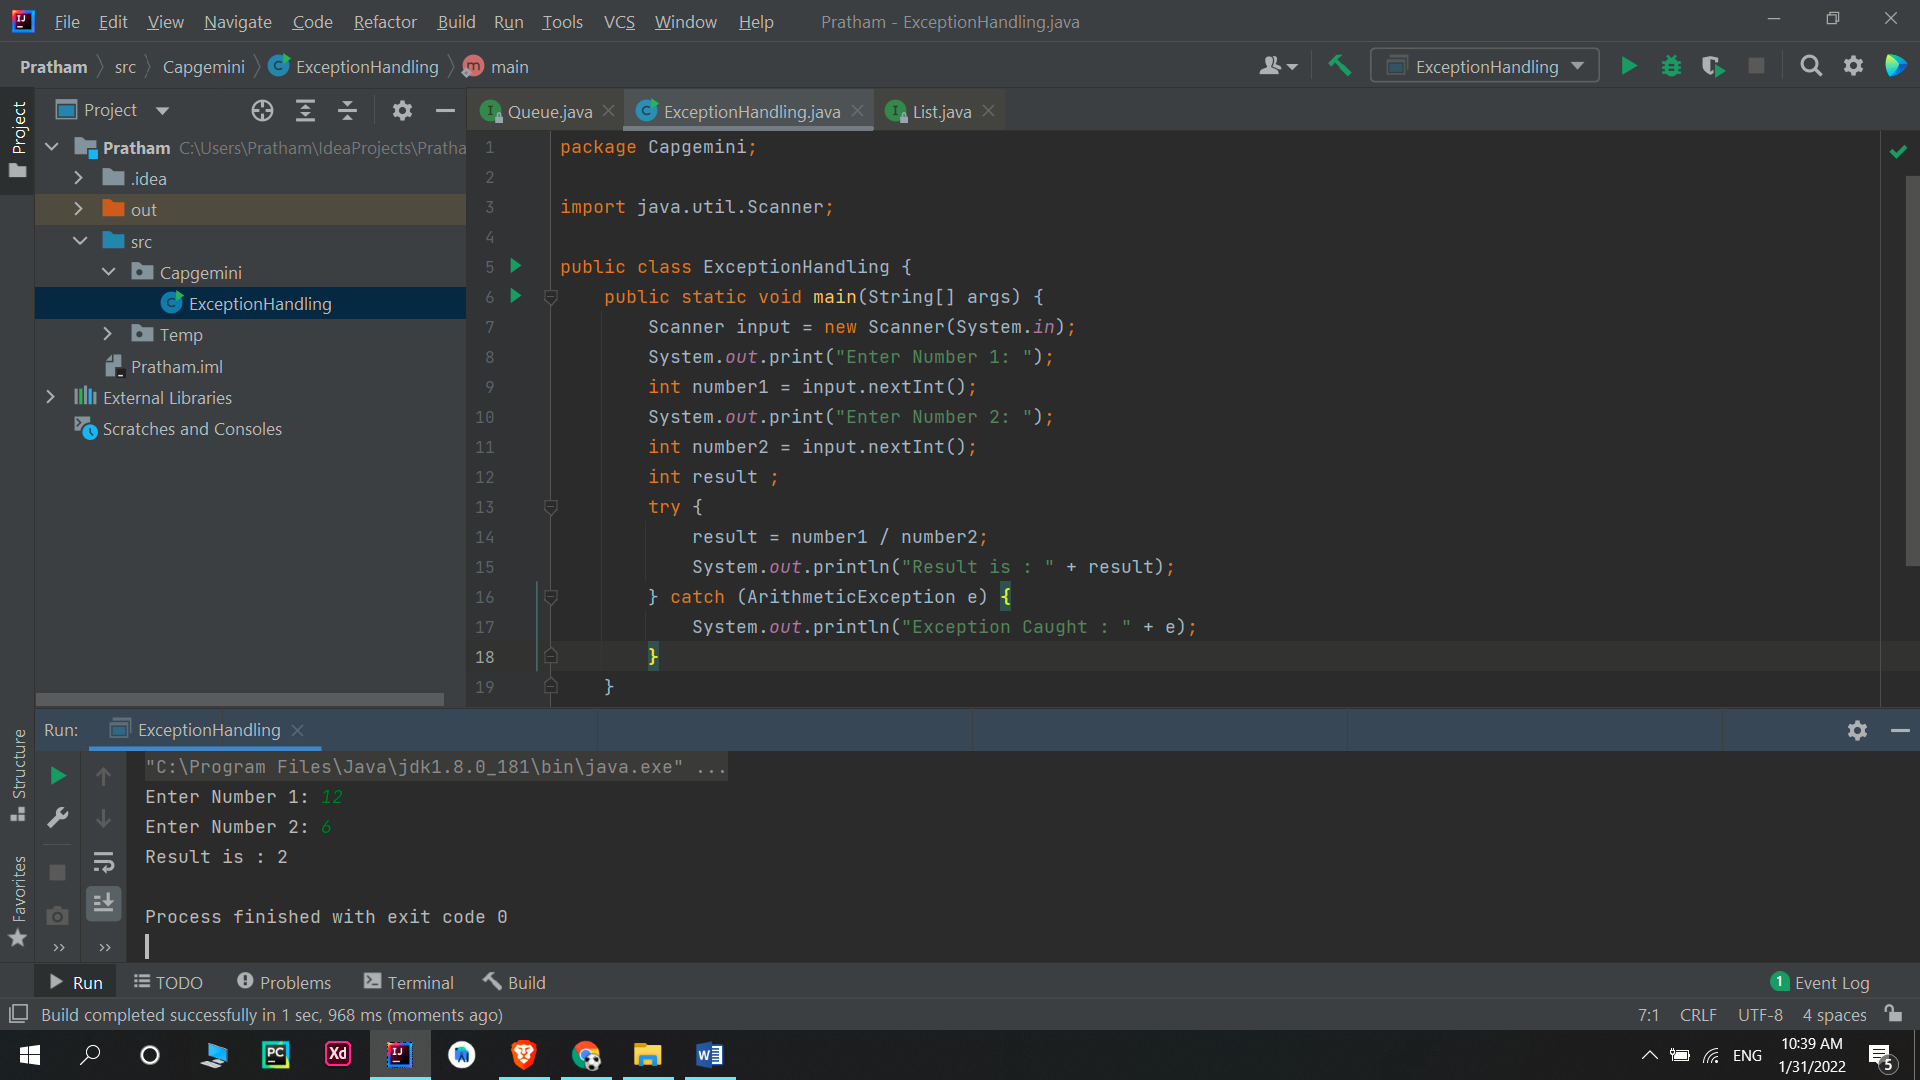 File Edit View Navigate Code Refactor Build Run Tools VCS Window Help Pratham - ExceptionHandling.java
Pratham src Capgemini ExceptionHandling main ExceptionHandling
Project
Project
Queue.java ExceptionHandling.java List.java
Pratham C:\Users\Pratham\IdeaProjects\Pratha
.idea
out
src
Capgemini
ExceptionHandling
Temp
Pratham.iml
External Libraries
Scratches and Consoles
1 package Capgemini;
2
3 import java.util.Scanner;
4
5 public class ExceptionHandling {
6 public static void main(String[] args) {
7 Scanner input = new Scanner(System.in);
8 System.out.print("Enter Number 1: ");
9 int number1 = input.nextInt();
10 System.out.print("Enter Number 2: ");
11 int number2 = input.nextInt();
12 int result ;
13 try {
14 result = number1 / number2;
15 System.out.println("Result is : " + result);
16 } catch (ArithmeticException e) {
17 System.out.println("Exception Caught : " + e);
18 }
19 }
Run: ExceptionHandling
Structure
Favorites
"C:\Program Files\Java\jdk1.8.0_181\bin\java.exe" ...
Enter Number 1: 12
Enter Number 2: 6
Result is : 2
Process finished with exit code 0
Run TODO Problems Terminal Build 1 Event Log
Build completed successfully in 1 sec, 968 ms (moments ago) 7:1 CRLF UTF-8 4 spaces
PC Xd IJ W ENG 10:39 AM
1/31/2022 5